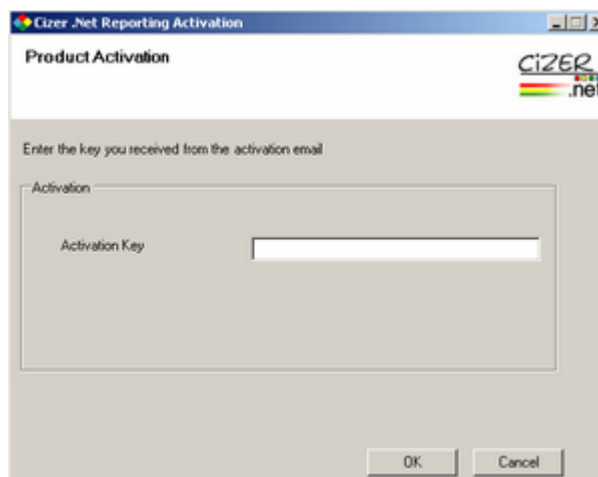 Cizer .Net Reporting Activation
Product Activation
CiZER
.net
Enter the key you received from the activation email
Activation
Activation Key
OK
Cancel